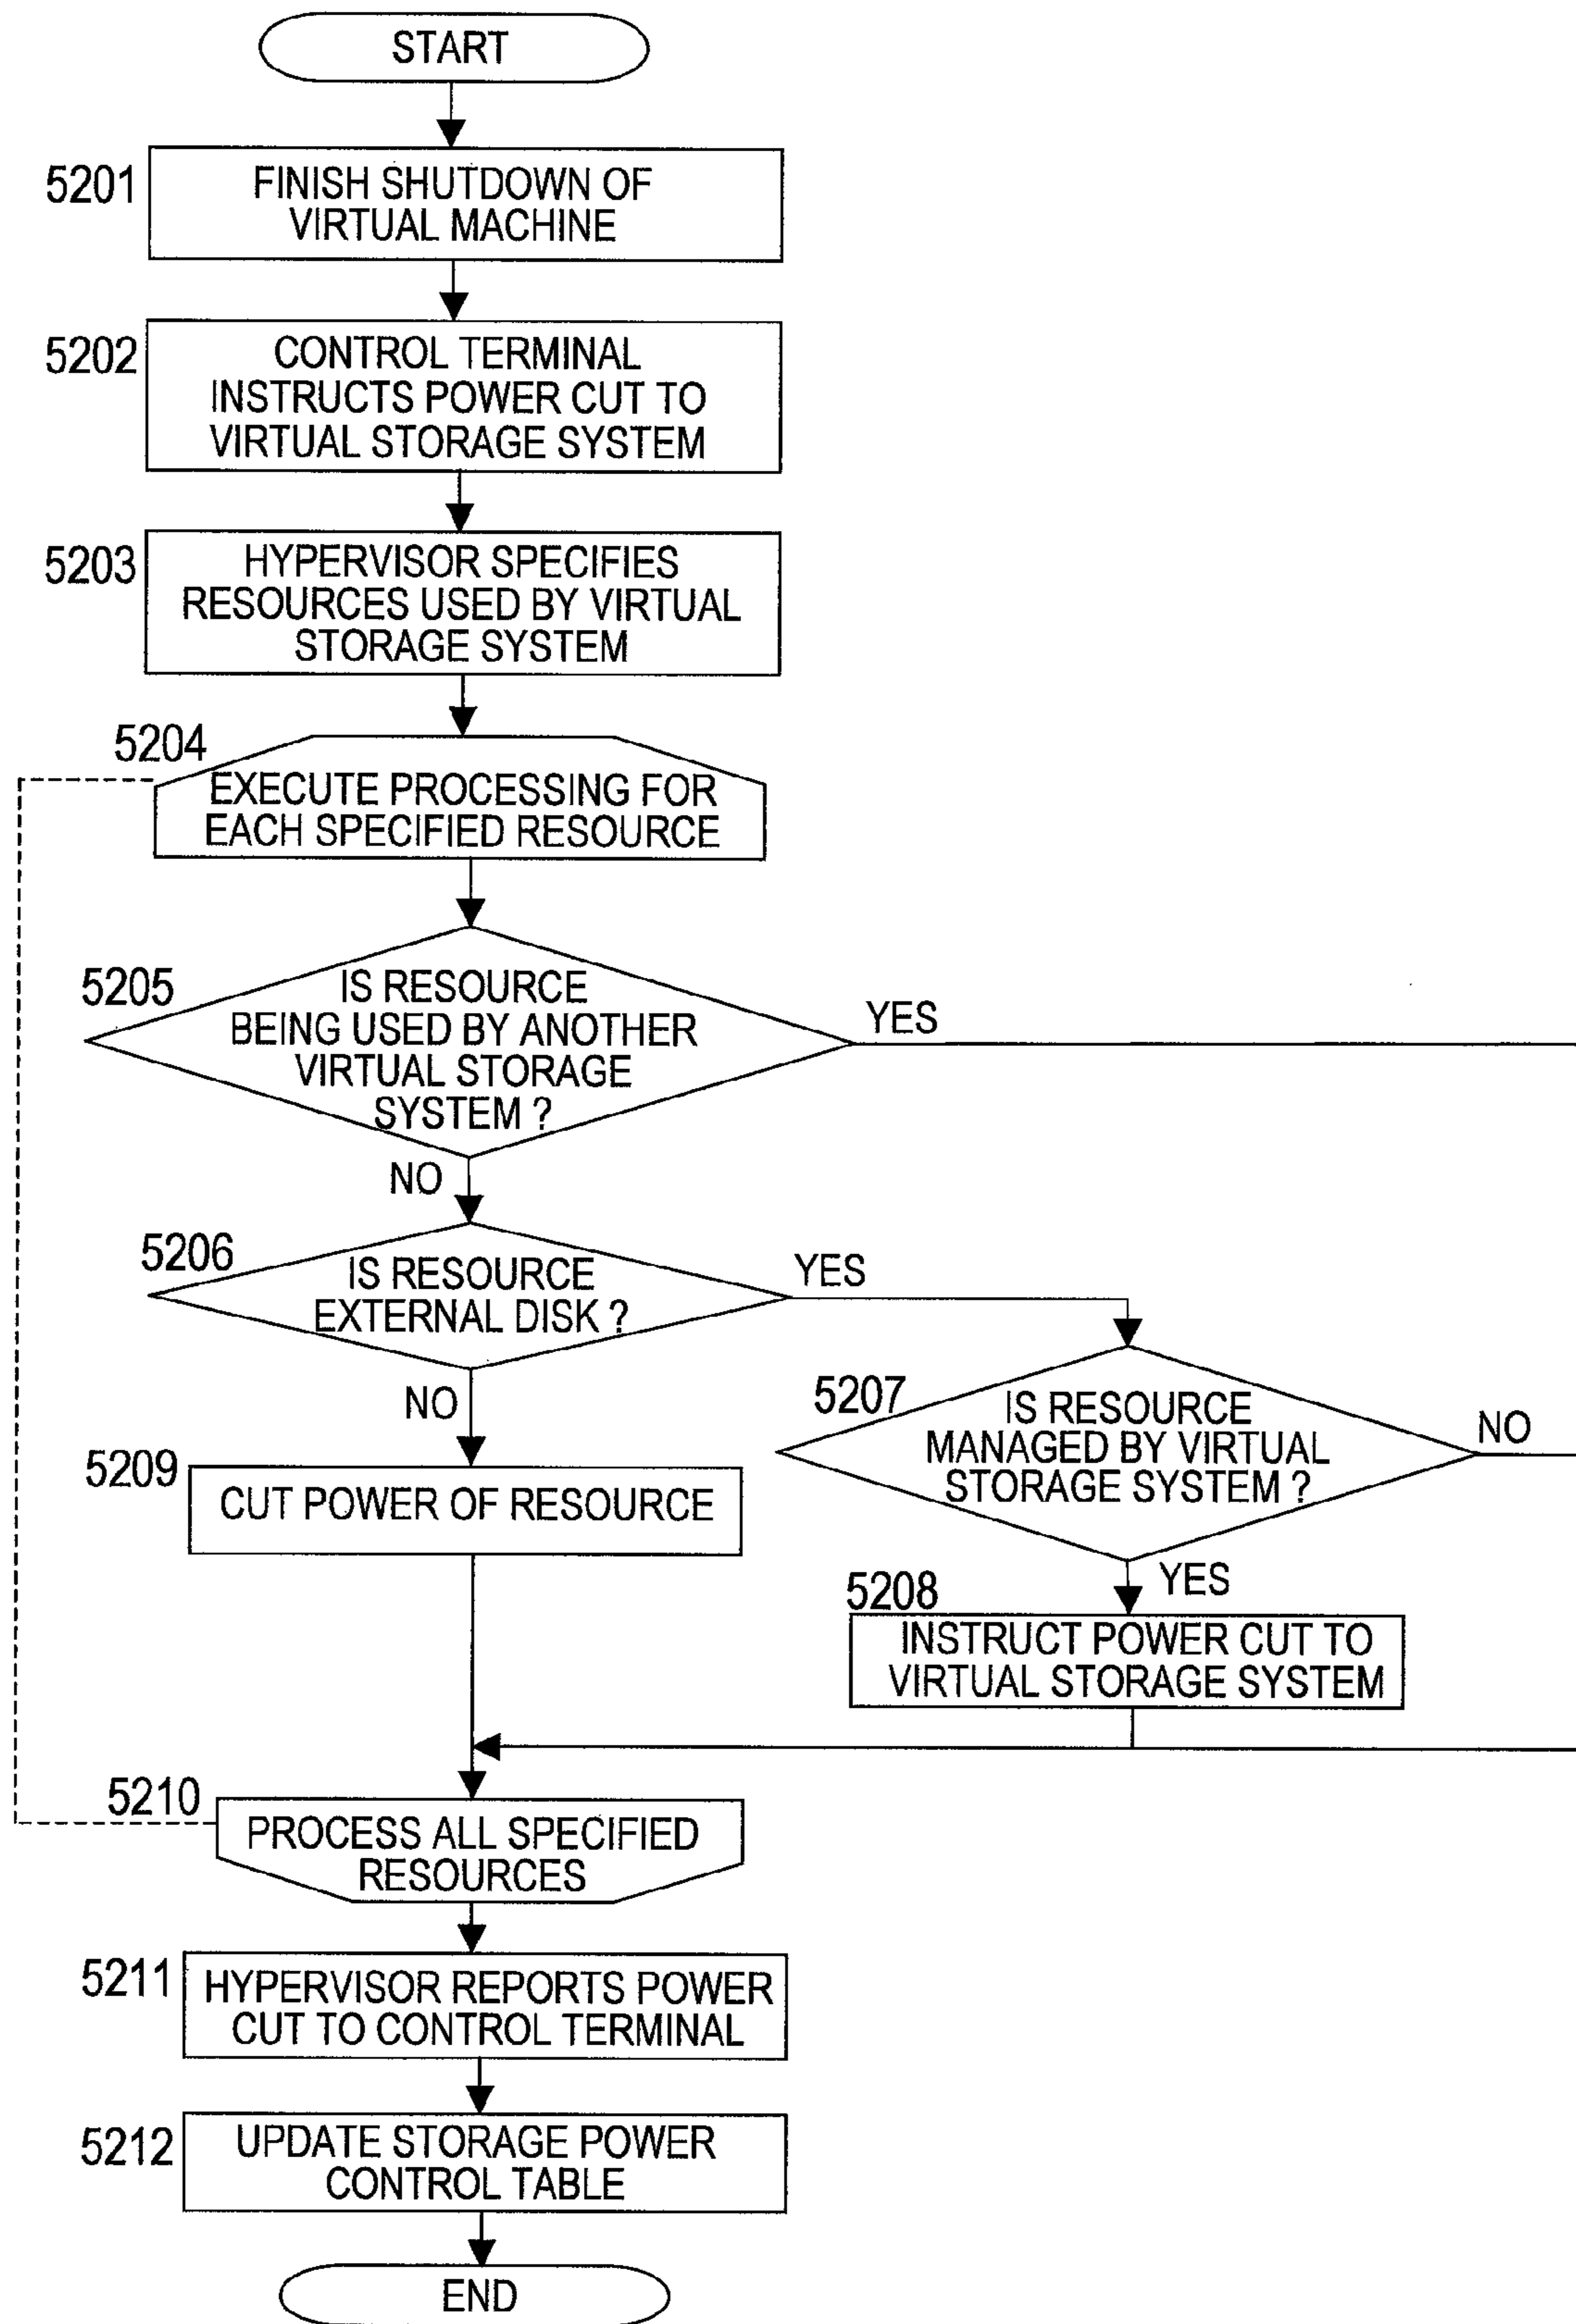 START
5201
FINISH SHUTDOWN OF
VIRTUAL MACHINE
5202
CONTROL TERMINAL
INSTRUCTS POWER CUT TO
VIRTUAL STORAGE SYSTEM
5203
HYPERVISOR SPECIFIES
RESOURCES USED BY VIRTUAL
STORAGE SYSTEM
5204
EXECUTE PROCESSING FOR
EACH SPECIFIED RESOURCE
5205
IS RESOURCE
BEING USED BY ANOTHER
VIRTUAL STORAGE
SYSTEM ?
YES
NO
5206
IS RESOURCE
EXTERNAL DISK ?
YES
NO
5207
IS RESOURCE
MANAGED BY VIRTUAL
STORAGE SYSTEM ?
NO
YES
5209
CUT POWER OF RESOURCE
5208
INSTRUCT POWER CUT TO
VIRTUAL STORAGE SYSTEM
5210
PROCESS ALL SPECIFIED
RESOURCES
5211
HYPERVISOR REPORTS POWER
CUT TO CONTROL TERMINAL
5212
UPDATE STORAGE POWER
CONTROL TABLE
END